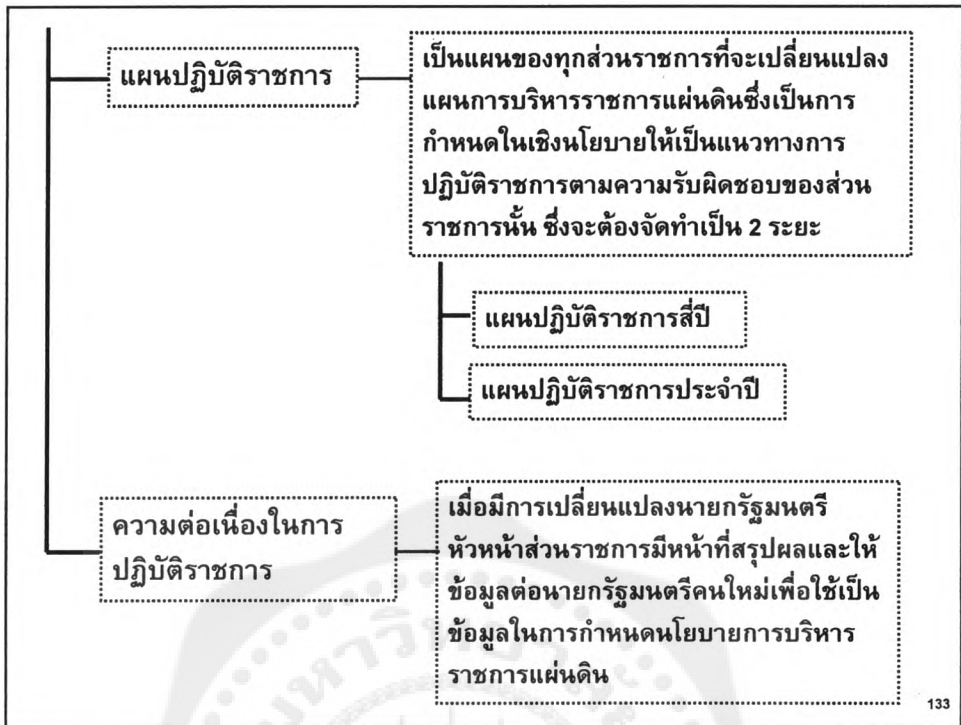 แผนปฏิบัติราชการ
เป็นแผนของทุกส่วนราชการที่จะเปลี่ยนแปลง
แผนการบริหารราชการแผ่นดินซึ่งเป็นการ
กำหนดในเชิงนโยบายให้เป็นแนวทางการ
ปฏิบัติราชการตามความรับผิดชอบของส่วน
ราชการนั้น ซึ่งจะต้องจัดทำเป็น 2 ระยะ
แผนปฏิบัติราชการสี่ปี
แผนปฏิบัติราชการประจำปี
ความต่อเนื่องในการ
ปฏิบัติราชการ
เมื่อมีการเปลี่ยนแปลงนายกรัฐมนตรี
หัวหน้าส่วนราชการมีหน้าที่สรุปผลและให้
ข้อมูลต่อนายกรัฐมนตรีคนใหม่เพื่อใช้เป็น
ข้อมูลในการกำหนดนโยบายการบริหาร
ราชการแผ่นดิน
133